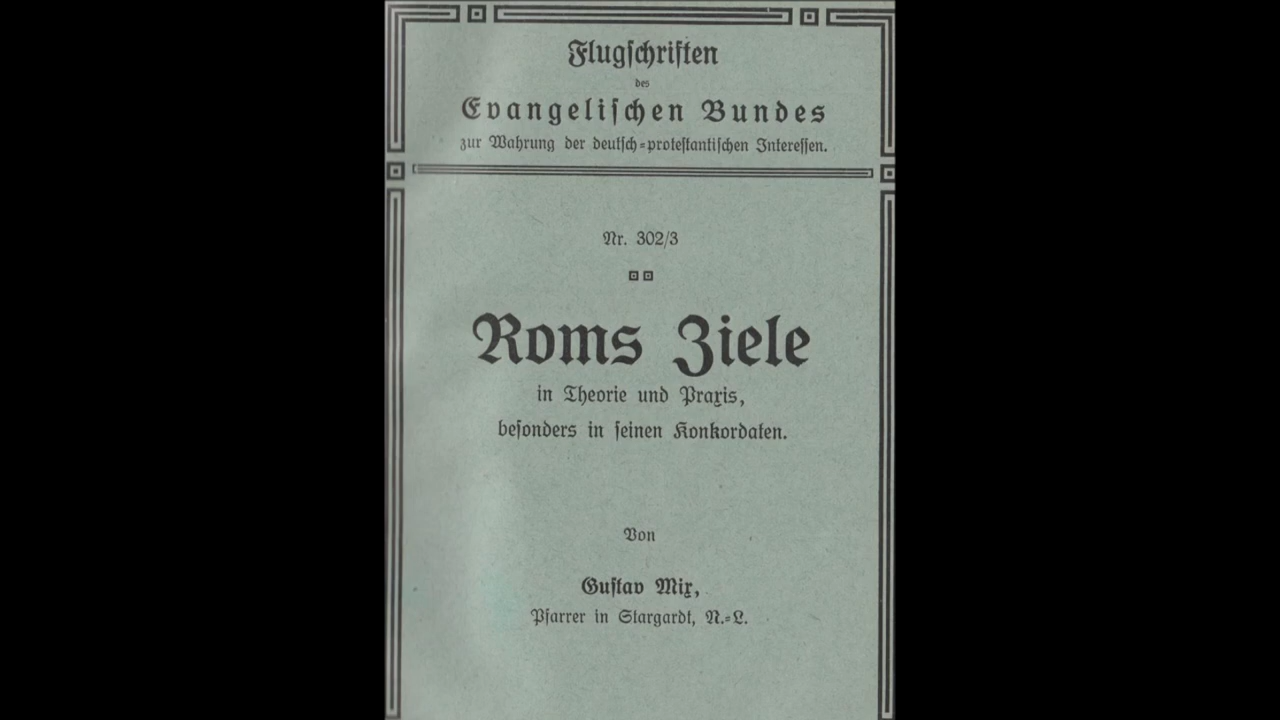 Flugſchriften
des
Evangeliſchen Bundes
zur Wahrung der deutſch=proteſtantiſchen Intereſſen.
Nr. 302/3
Roms Ziele
in Theorie und Praxis,
beſonders in ſeinen Konkordaten.
Von
Guſtav Mix,
Pfarrer in Stargardt, N.=L.